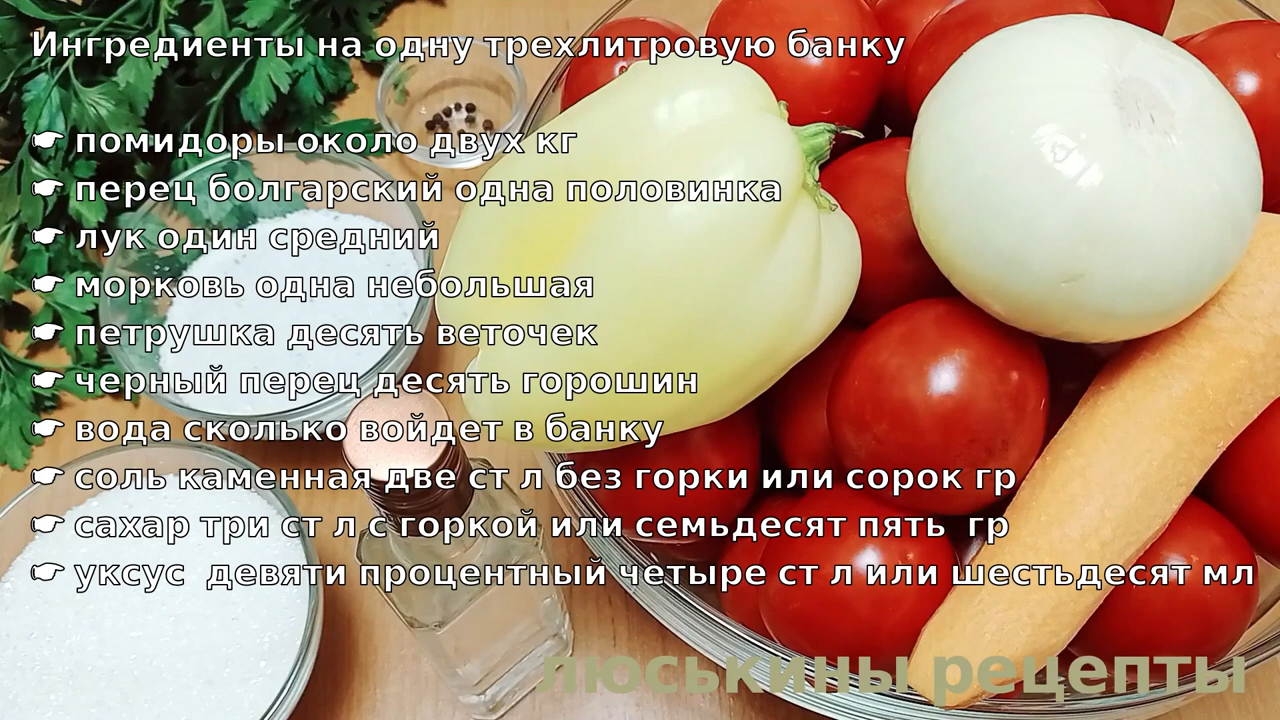 Ингредиенты на одну трехлитровую банку
☛ помидоры около двух кг
☛ перец болгарский одна половинка
☛ лук один средний
☛ морковь одна небольшая
☛ петрушка десять веточек
☛ черный перец десять горошин
☛ вода сколько войдет в банку
☛ соль каменная две ст л без горки или сорок гр
☛ сахар три ст л с горкой или семьдесят пять  гр
☛ уксус  девяти процентный четыре ст л или шестьдесят мл
люськины рецепты